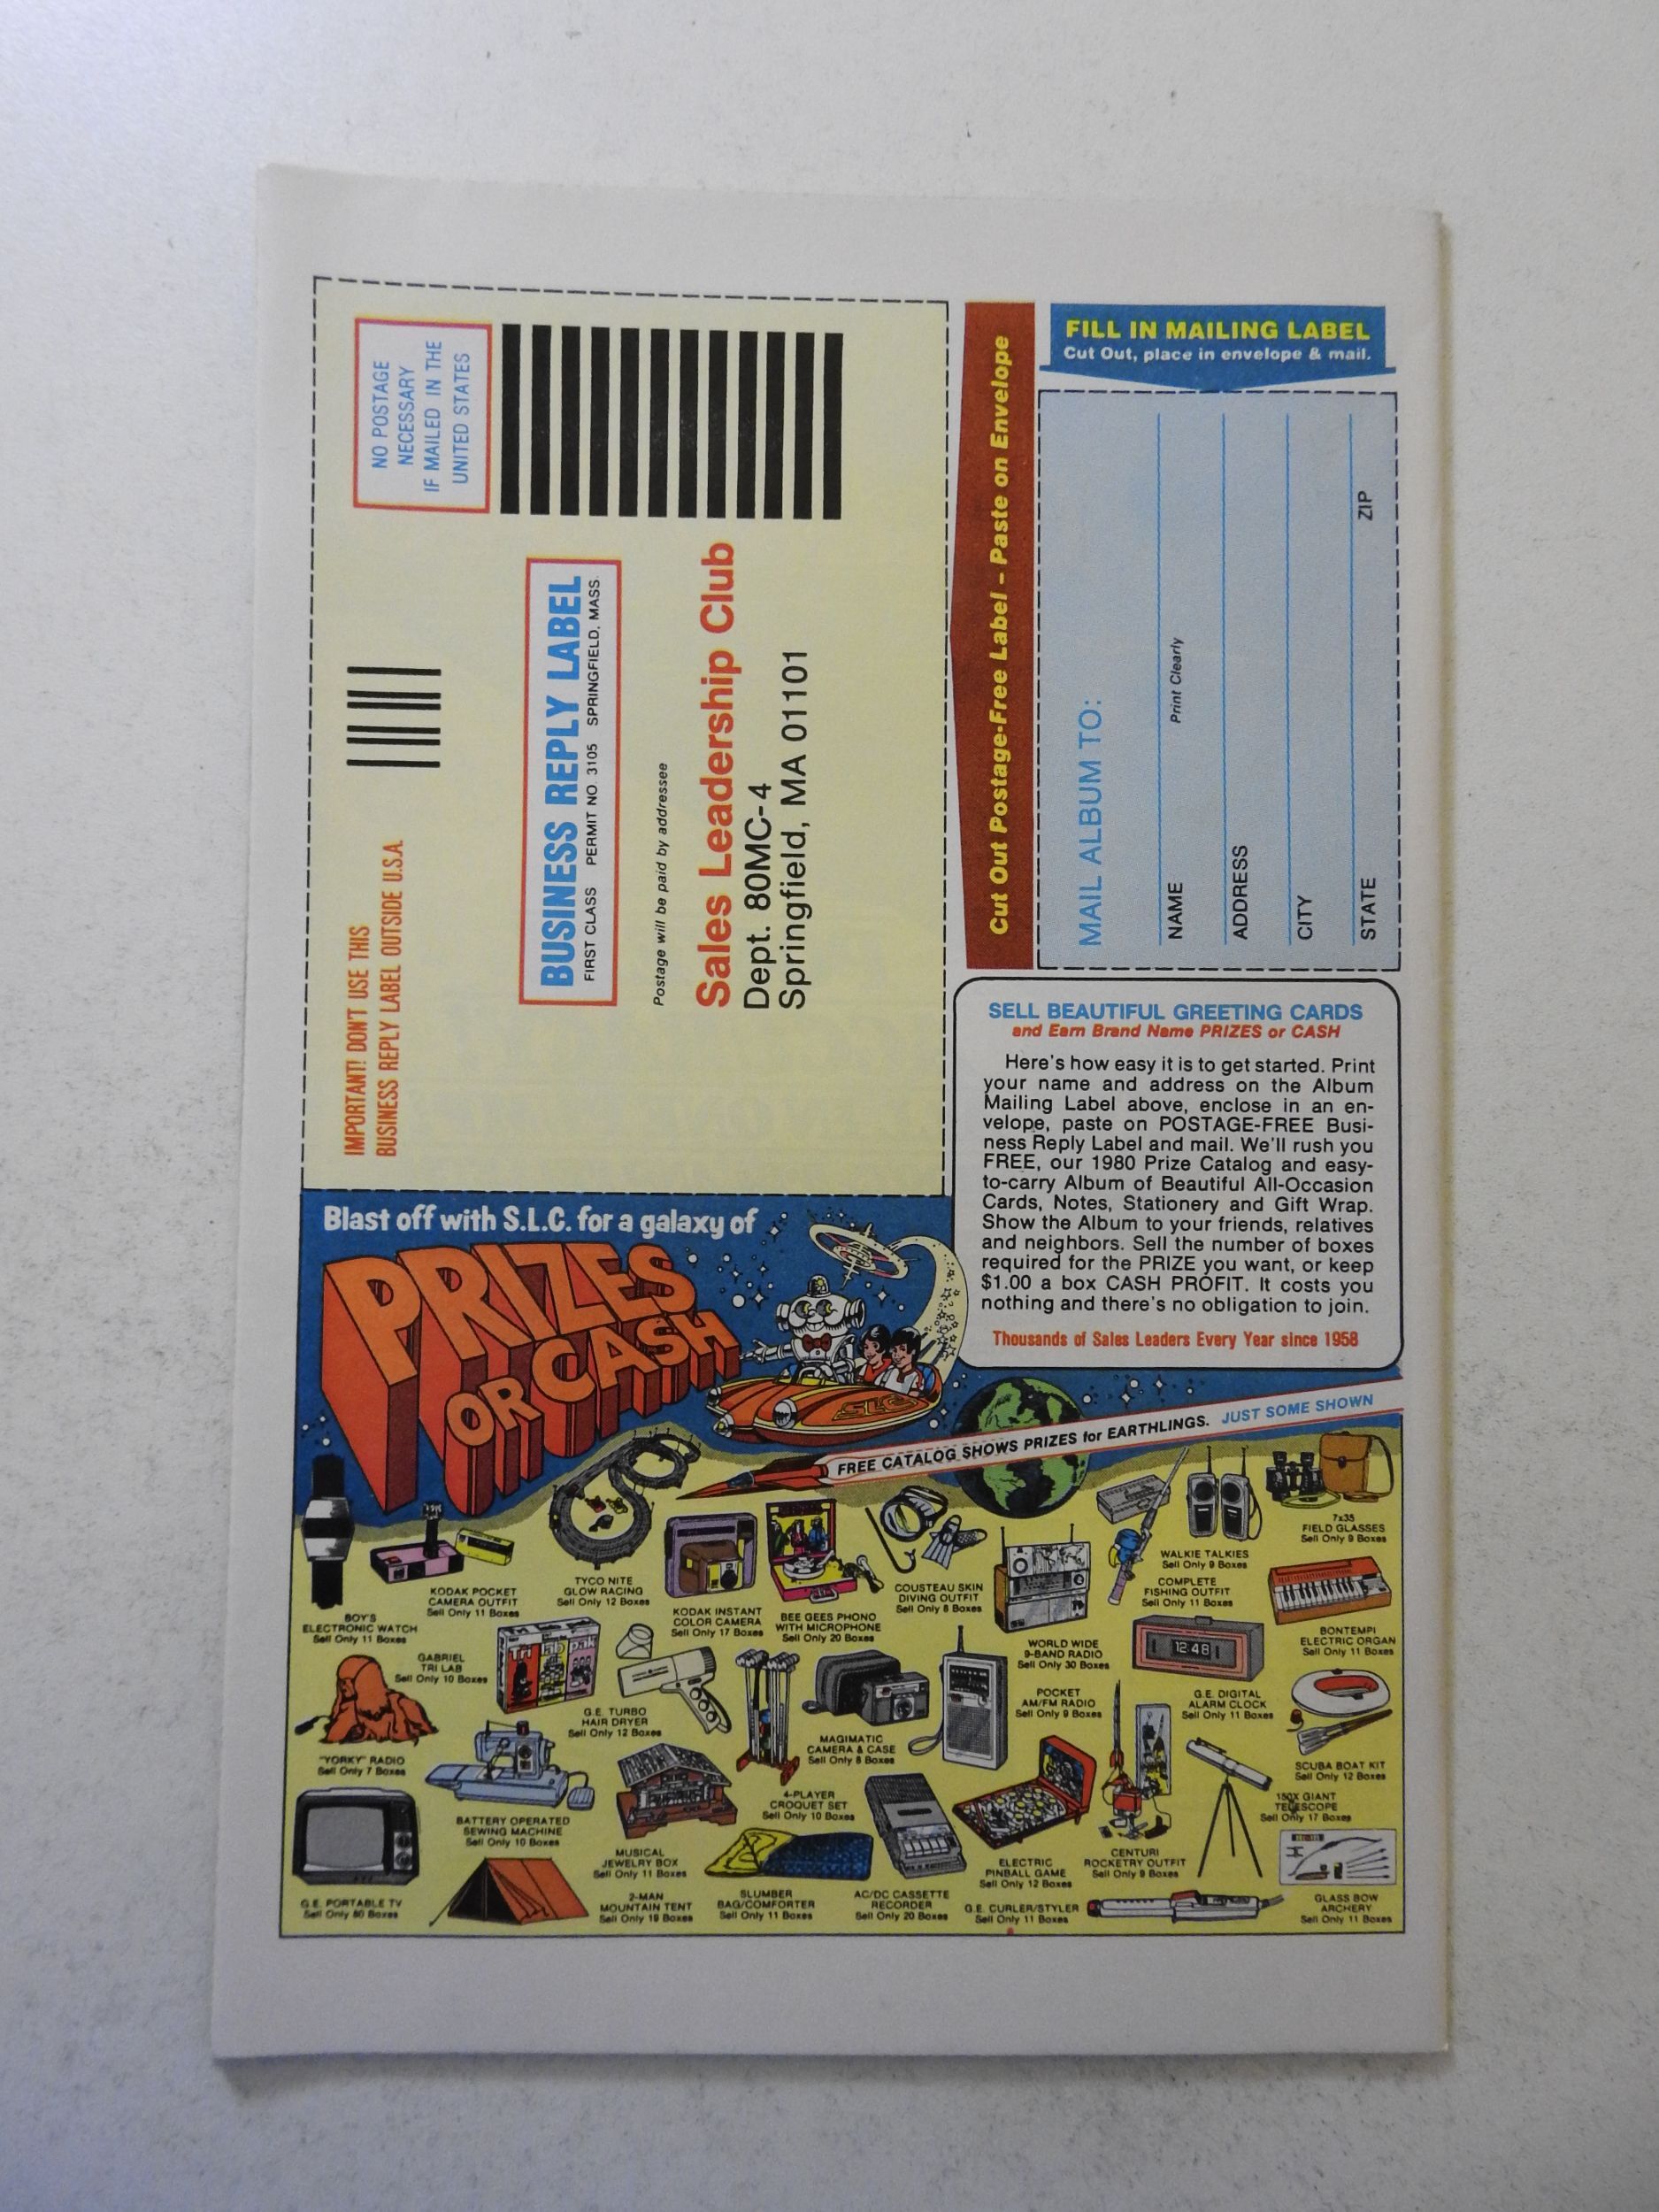 IMPORTANT! DON'T USE THIS
BUSINESS REPLY LABEL OUTSIDE U.S.A.
NO POSTAGE
NECESSARY
IF MAILED IN THE
UNITED STATES
BUSINESS REPLY LABEL
FIRST CLASS PERMIT NO. 3105 SPRINGFIELD, MASS.
Postage will be paid by addressee
Sales Leadership Club
Dept. 80MC-4
Springfield, MA 01101
Cut Out Postage-Free Label – Paste on Envelope
FILL IN MAILING LABEL
Cut Out, place in envelope & mail.
MAIL ALBUM TO:
NAME
Print Clearly
ADDRESS
CITY
STATE ZIP
SELL BEAUTIFUL GREETING CARDS
and Earn Brand Name PRIZES or CASH
Here's how easy it is to get started. Print
your name and address on the Album
Mailing Label above, enclose in an en-
velope, paste on POSTAGE-FREE Busi-
ness Reply Label and mail. We'll rush you
FREE, our 1980 Prize Catalog and easy-
to-carry Album of Beautiful All-Occasion
Cards, Notes, Stationery and Gift Wrap.
Show the Album to your friends, relatives
and neighbors. Sell the number of boxes
required for the PRIZE you want, or keep
$1.00 a box CASH PROFIT. It costs you
nothing and there's no obligation to join.
Thousands of Sales Leaders Every Year since 1958
Blast off with S.L.C. for a galaxy of
PRIZES
OR CASH
SLC
FREE CATALOG SHOWS PRIZES for EARTHLINGS. JUST SOME SHOWN
BOY'S
ELECTRONIC WATCH
Sell Only 11 Boxes
KODAK POCKET
CAMERA OUTFIT
Sell Only 11 Boxes
TYCO NITE
GLOW RACING
Sell Only 12 Boxes
KODAK INSTANT
COLOR CAMERA
Sell Only 17 Boxes
BEE GEES PHONO
WITH MICROPHONE
Sell Only 20 Boxes
COUSTEAU SKIN
DIVING OUTFIT
Sell Only 8 Boxes
WORLD WIDE
9-BAND RADIO
Sell Only 30 Boxes
COMPLETE
FISHING OUTFIT
Sell Only 11 Boxes
WALKIE TALKIES
Sell Only 9 Boxes
7x35
FIELD GLASSES
Sell Only 9 Boxes
BONTEMPI
ELECTRIC ORGAN
Sell Only 11 Boxes
GABRIEL
TRI LAB
Sell Only 10 Boxes
Tri lab pak
G.E. TURBO
HAIR DRYER
Sell Only 12 Boxes
MAGIMATIC
CAMERA & CASE
Sell Only 8 Boxes
POCKET
AM/FM RADIO
Sell Only 9 Boxes
12 48
G.E. DIGITAL
ALARM CLOCK
Sell Only 11 Boxes
SCUBA BOAT KIT
Sell Only 12 Boxes
"YORKY" RADIO
Sell Only 7 Boxes
BATTERY OPERATED
SEWING MACHINE
Sell Only 10 Boxes
MUSICAL
JEWELRY BOX
Sell Only 11 Boxes
4-PLAYER
CROQUET SET
Sell Only 10 Boxes
ELECTRIC
PINBALL GAME
Sell Only 12 Boxes
CENTURI
ROCKETRY OUTFIT
Sell Only 9 Boxes
150X GIANT
TELESCOPE
Sell Only 17 Boxes
G.E. PORTABLE TV
Sell Only 80 Boxes
2-MAN
MOUNTAIN TENT
Sell Only 19 Boxes
SLUMBER
BAG/COMFORTER
Sell Only 11 Boxes
AC/DC CASSETTE
RECORDER
Sell Only 20 Boxes
G.E. CURLER/STYLER
Sell Only 11 Boxes
GLASS BOW
ARCHERY
Sell Only 11 Boxes